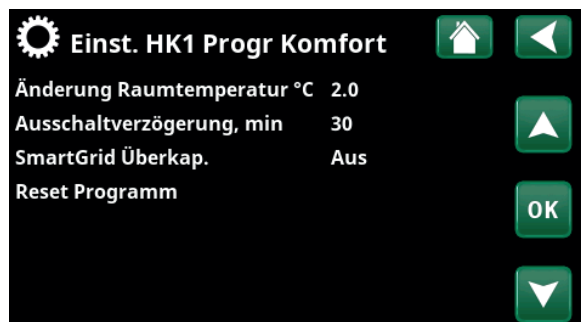 Einst. HK1 Progr Komfort
Änderung Raumtemperatur °C 2.0
Ausschaltverzögerung, min 30
SmartGrid Überkap. Aus
Reset Programm
OK